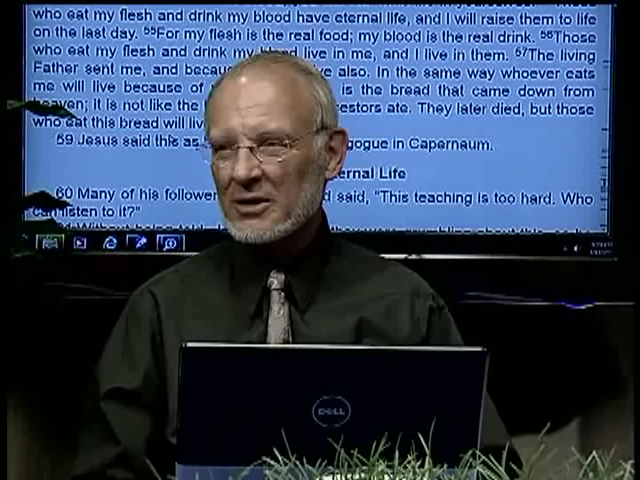 who eat my flesh and drink my blood have eternal life, and I will raise them to life
on the last day. 55For my flesh is the real food; my blood is the real drink. 56Those
who eat my flesh and drink my blood live in me, and I live in them. 57The living
Father sent me, and ve also. In the same way whoever eats
me will live because of is the bread that came down from
heaven; it is not like the estors ate. They later died, but those
who eat this bread will
59 Jesus said this as gogue in Capernaum.
ernal Life
60 Many of his follower said, "This teaching is too hard. Who
can listen to it?"
DELL